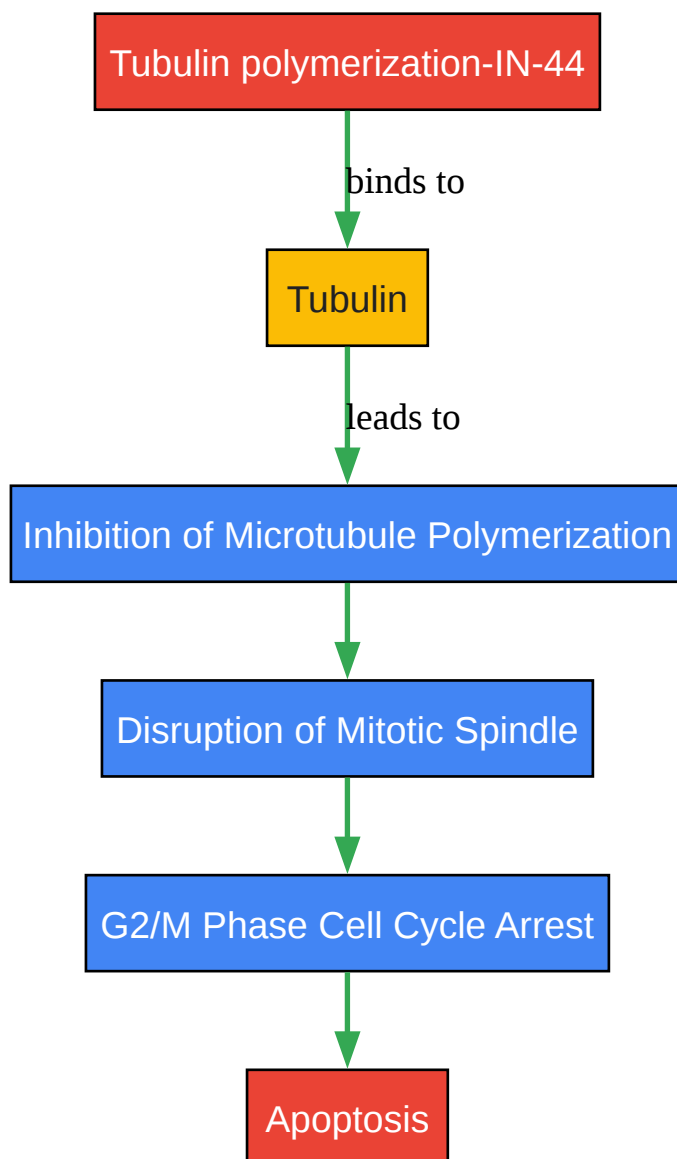 Tubulin polymerization-IN-44
binds to
Tubulin
leads to
Inhibition of Microtubule Polymerization
Disruption of Mitotic Spindle
G2/M Phase Cell Cycle Arrest
Apoptosis